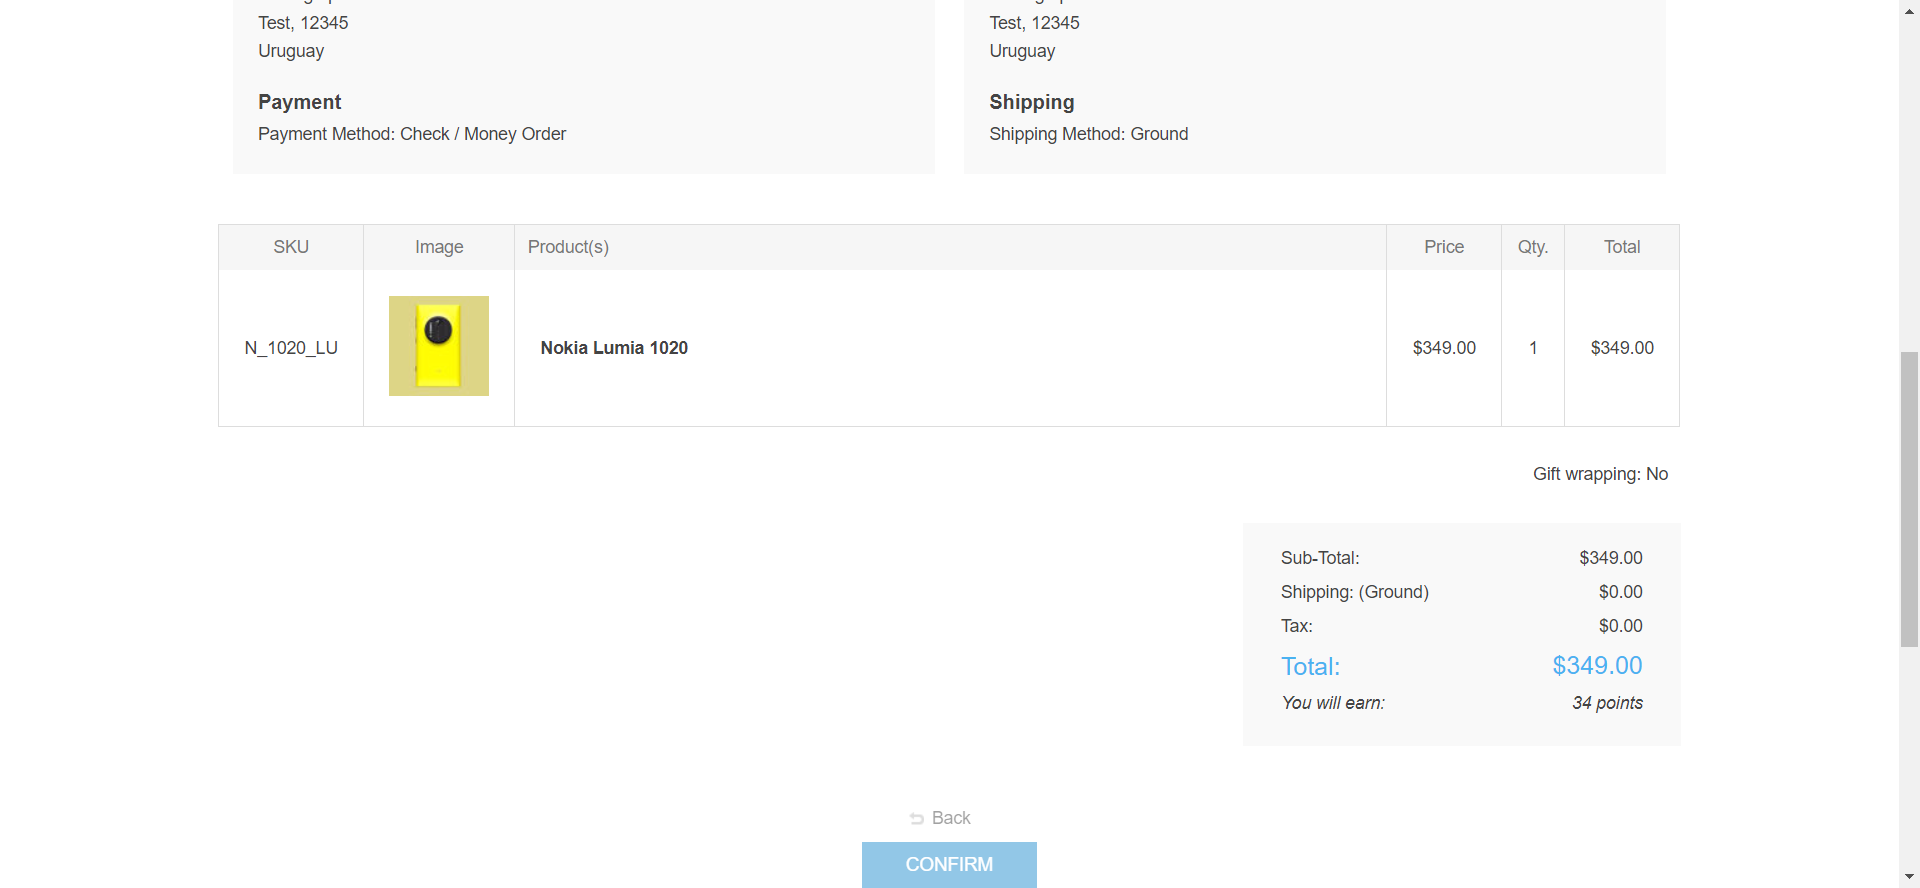 Test, 12345
Uruguay
Payment
Payment Method: Check / Money Order
Test, 12345
Uruguay
Shipping
Shipping Method: Ground
SKU Image Product(s) Price Qty. Total
N_1020_LU Nokia Lumia 1020 $349.00 1 $349.00
Gift wrapping: No
Sub-Total: $349.00
Shipping: (Ground) $0.00
Tax: $0.00
Total: $349.00
You will earn: 34 points
Back
CONFIRM